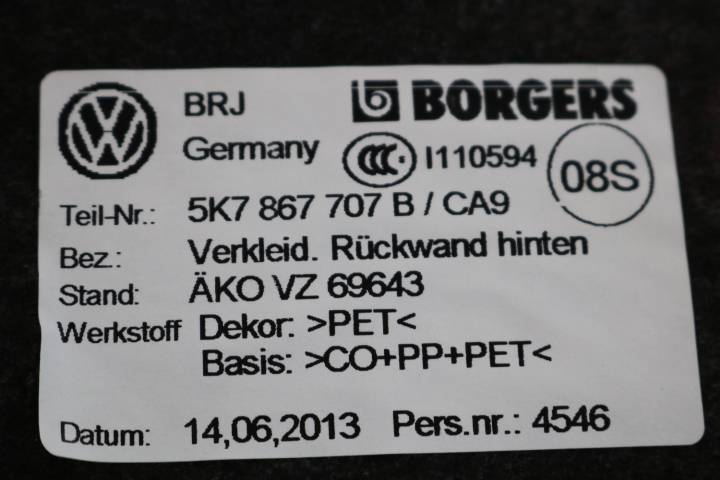 BRJ BORGERS
Germany CCC I110594 08S
Teil-Nr.: 5K7 867 707 B / CA9
Bez.: Verkleid. Rückwand hinten
Stand: ÄKO VZ 69643
Werkstoff Dekor: >PET<
Basis: >CO+PP+PET<
Datum: 14,06,2013 Pers.nr.: 4546